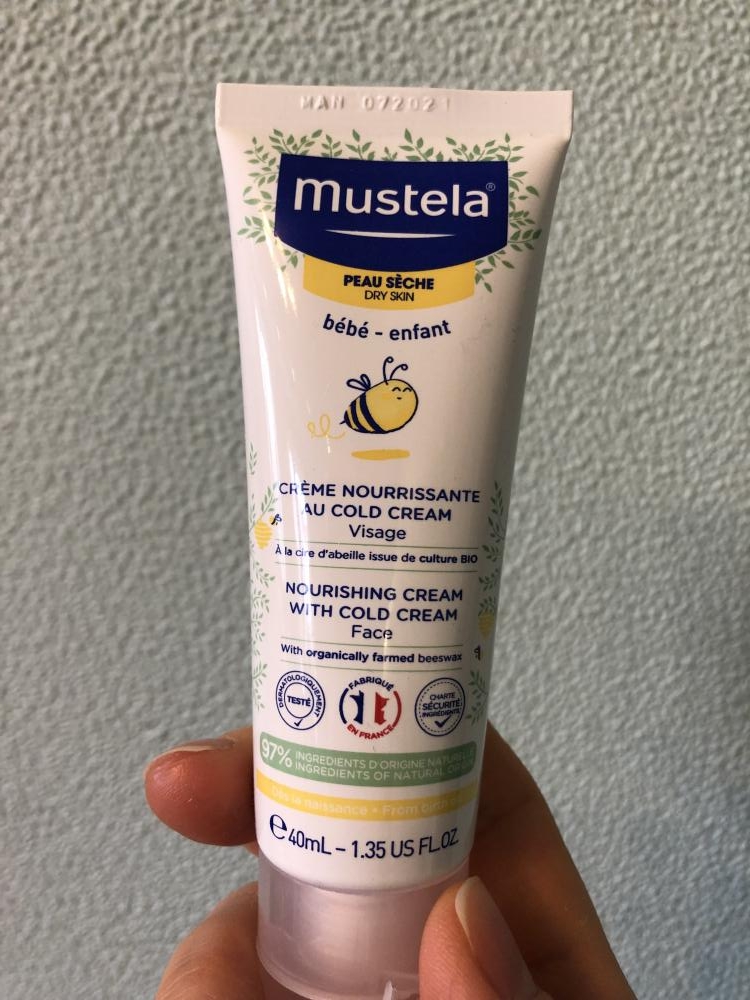 MAN 072021
mustela®
PEAU SÈCHE
DRY SKIN
bébé - enfant
CRÈME NOURRISSANTE
AU COLD CREAM
Visage
À la cire d'abeille issue de culture BIO
NOURISHING CREAM
WITH COLD CREAM
Face
With organically farmed beeswax
DERMATOLOGIQUEMENT
TESTÉ
FABRIQUÉ
EN FRANCE
CHARTE
SÉCURITÉ
INGRÉDIENTS
97% INGRÉDIENTS D'ORIGINE NATURELLE
INGREDIENTS OF NATURAL
Dès la naissance • From birth
e 40mL – 1.35 US FL.OZ